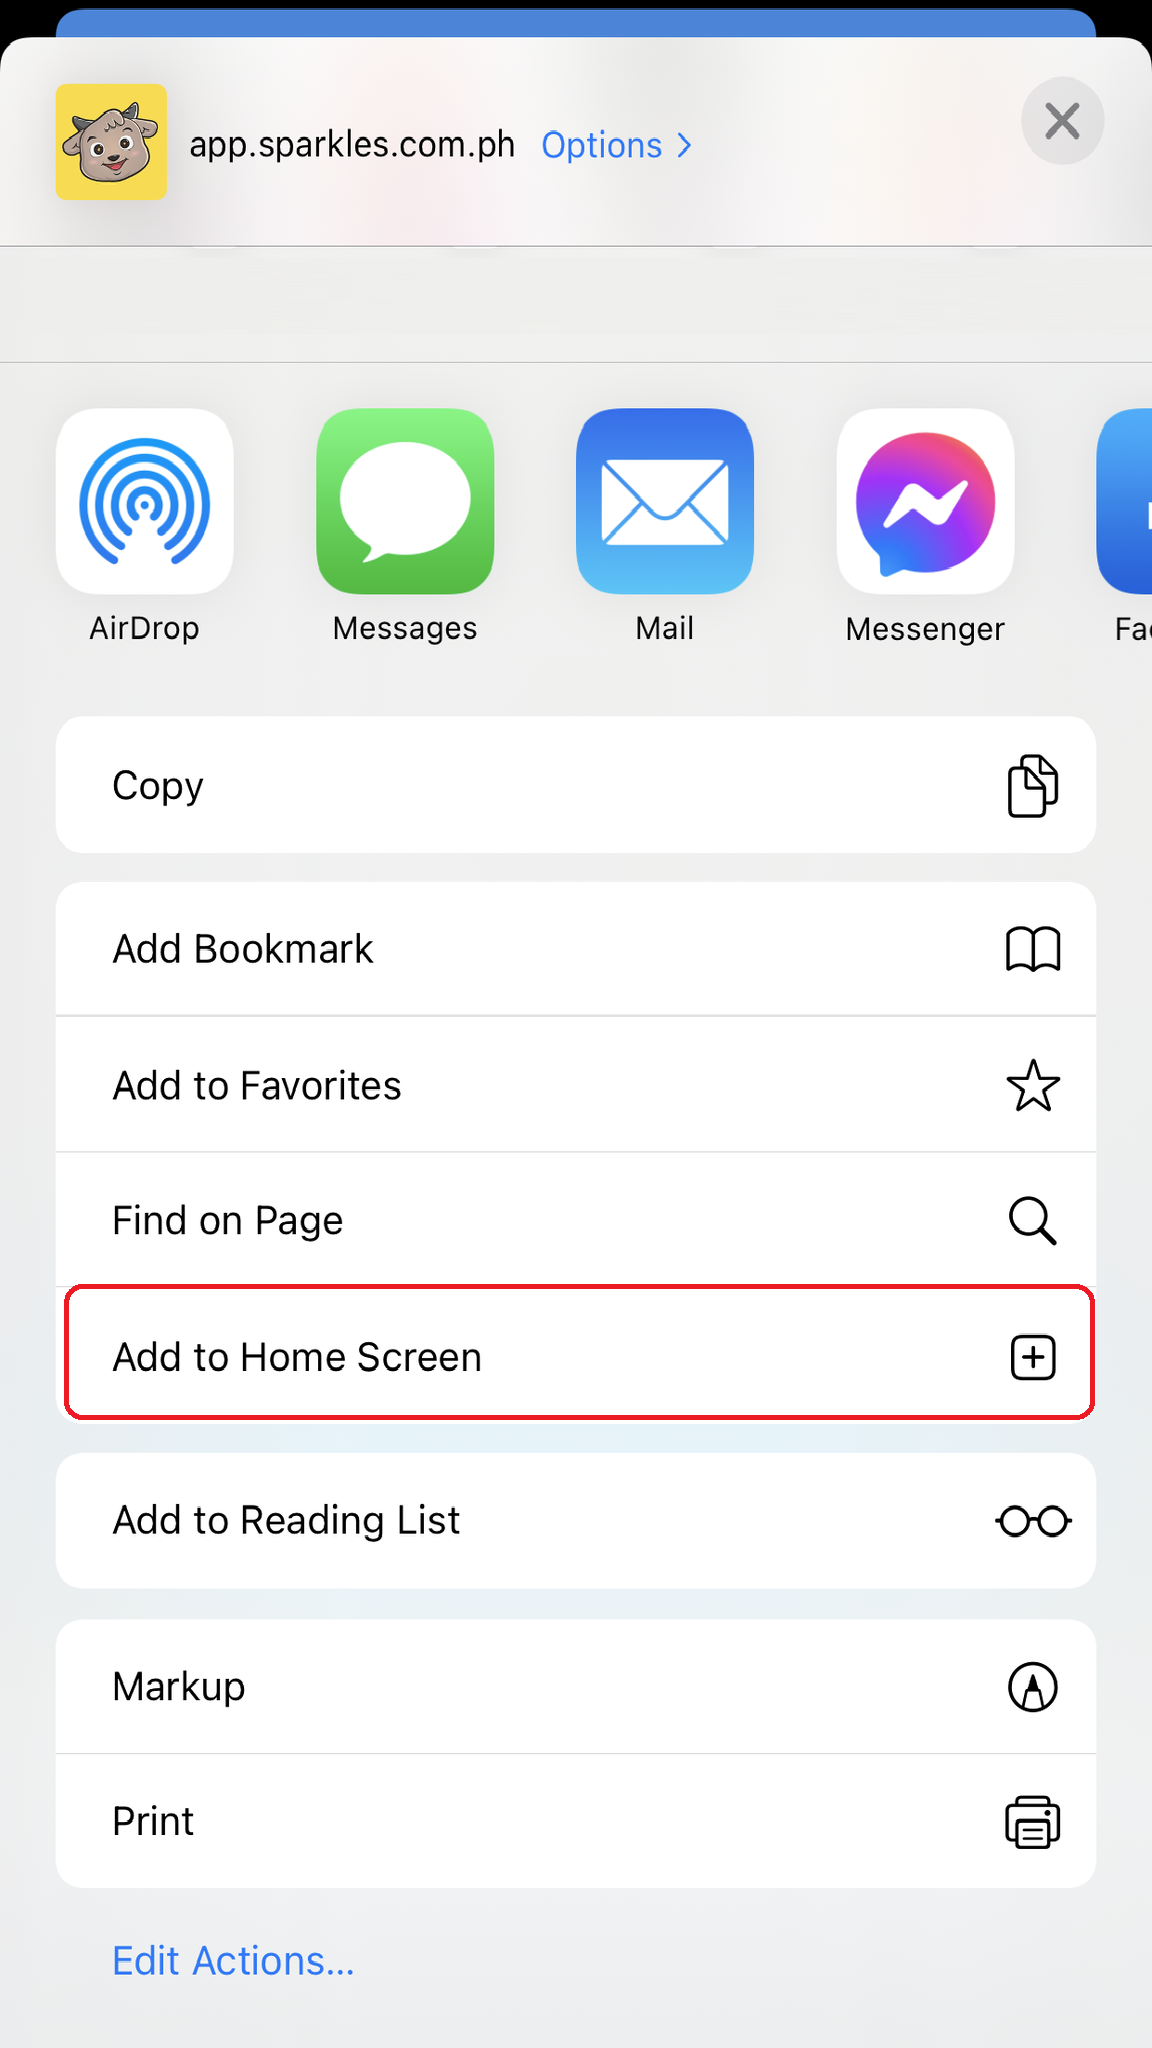 app.sparkles.com.ph Options >
AirDrop Messages Mail Messenger
Copy
Add Bookmark
Add to Favorites
Find on Page
Add to Home Screen
Add to Reading List
Markup
Print
Edit Actions...